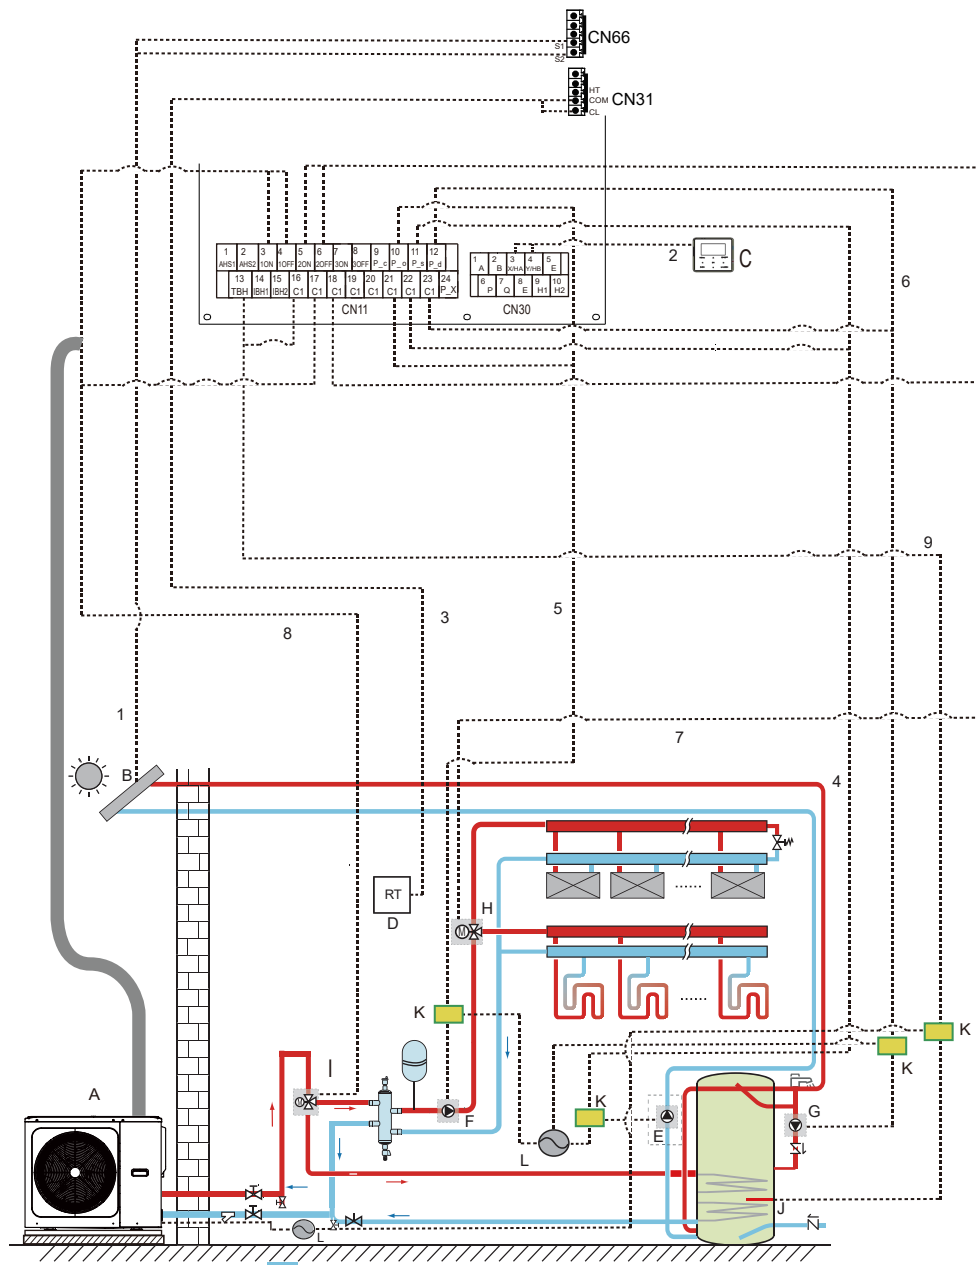 CN66
S1
S2
HT
COM
CL
CN31
1 2 3 4 5 6 7 8 9 10 11 12
AHS1 AHS2 1ON 1OFF 2ON 2OFF 3ON 3OFF P_c P_o P_s P_d
13 14 15 16 17 18 19 20 21 22 23 24
TBH IBH1 IBH2 C1 C1 C1 C1 C1 C1 C1 C1 P_X
CN11
1 2 3 4 5
A B X/HA Y/HB E
6 7 8 9 10
P Q E H1 H2
CN30
2
C
6
9
3
5
8
1
7
B
4
RT
D
H
M
K
K
K
I
A
M
F
K
E
G
L
J
L